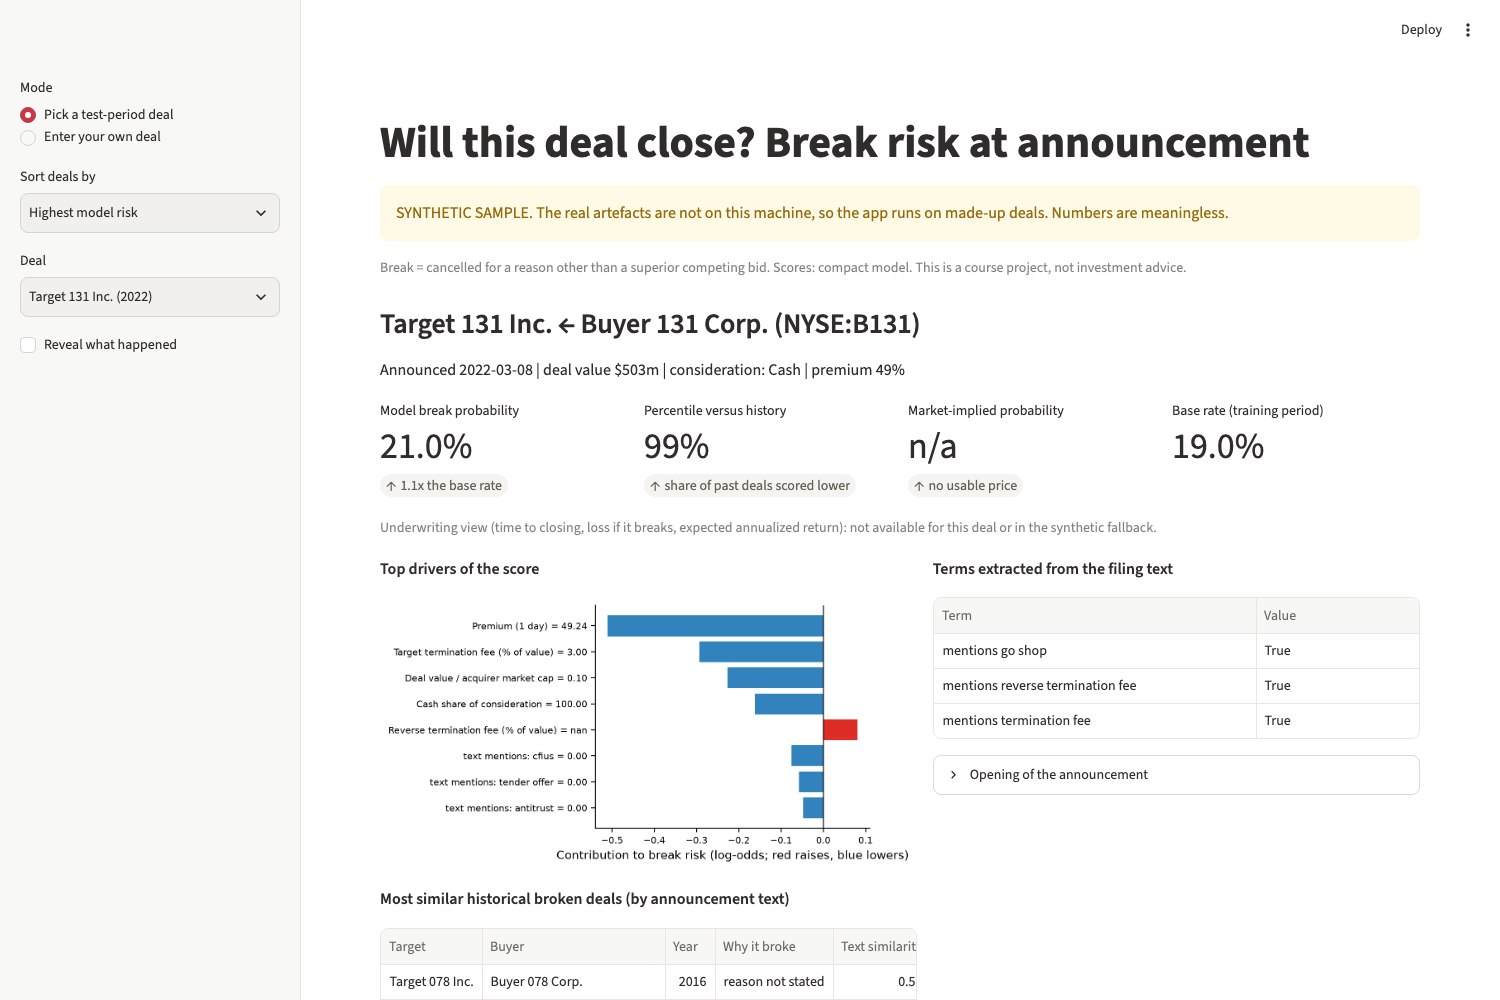 Deploy
Mode
Pick a test-period deal
Enter your own deal
Sort deals by
Highest model risk
Deal
Target 131 Inc. (2022)
Reveal what happened
Will this deal close? Break risk at announcement
SYNTHETIC SAMPLE. The real artefacts are not on this machine, so the app runs on made-up deals. Numbers are meaningless.
Break = cancelled for a reason other than a superior competing bid. Scores: compact model. This is a course project, not investment advice.
Target 131 Inc. ← Buyer 131 Corp. (NYSE:B131)
Announced 2022-03-08 | deal value $503m | consideration: Cash | premium 49%
Model break probability
21.0%
↑ 1.1x the base rate
Percentile versus history
99%
↑ share of past deals scored lower
Market-implied probability
n/a
↑ no usable price
Base rate (training period)
19.0%
Underwriting view (time to closing, loss if it breaks, expected annualized return): not available for this deal or in the synthetic fallback.
Top drivers of the score
Premium (1 day) = 49.24
Target termination fee (% of value) = 3.00
Deal value / acquirer market cap = 0.10
Cash share of consideration = 100.00
Reverse termination fee (% of value) = nan
text mentions: cfius = 0.00
text mentions: tender offer = 0.00
text mentions: antitrust = 0.00
−0.5 −0.4 −0.3 −0.2 −0.1 0.0 0.1
Contribution to break risk (log-odds; red raises, blue lowers)
Terms extracted from the filing text
Term Value
mentions go shop True
mentions reverse termination fee True
mentions termination fee True
Opening of the announcement
Most similar historical broken deals (by announcement text)
Target Buyer Year Why it broke Text similarit
Target 078 Inc. Buyer 078 Corp. 2016 reason not stated 0.5